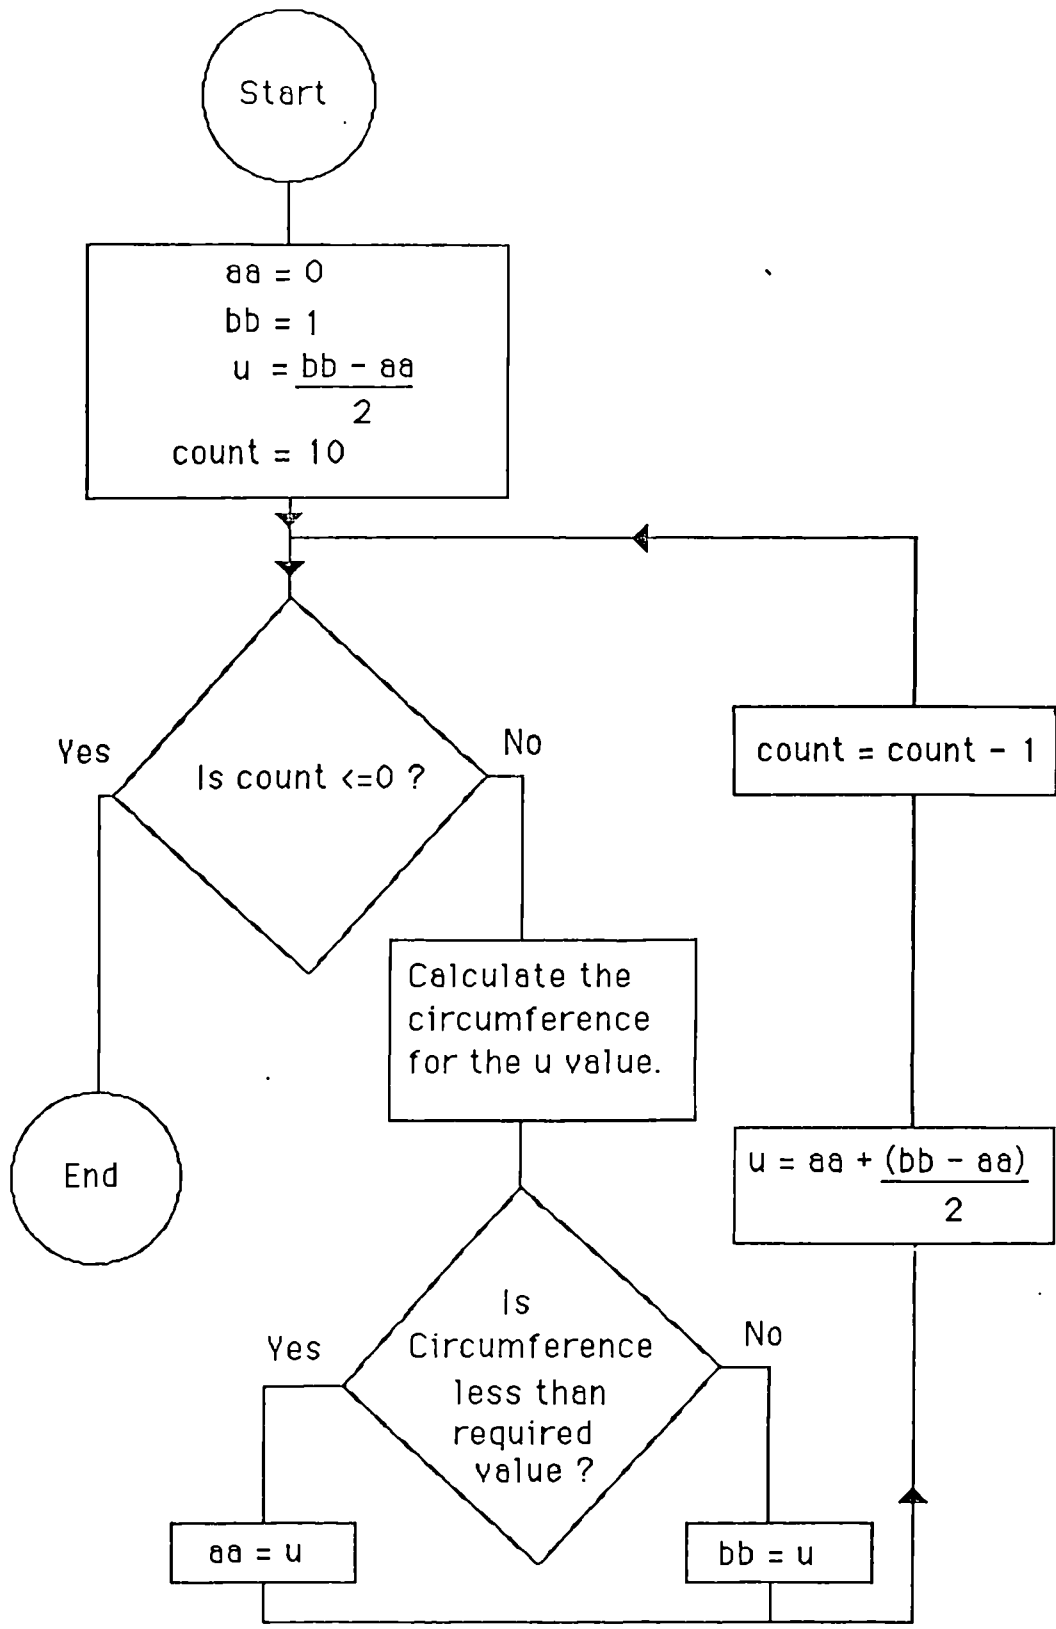 Start
aa = 0
bb = 1
u = bb - aa
2
count = 10
Yes
Is count <=0 ?
No
count = count - 1
Calculate the
circumference
for the u value.
End
u = aa + (bb - aa)
2
Yes
Is
Circumference
less than
required
value ?
No
aa = u
bb = u